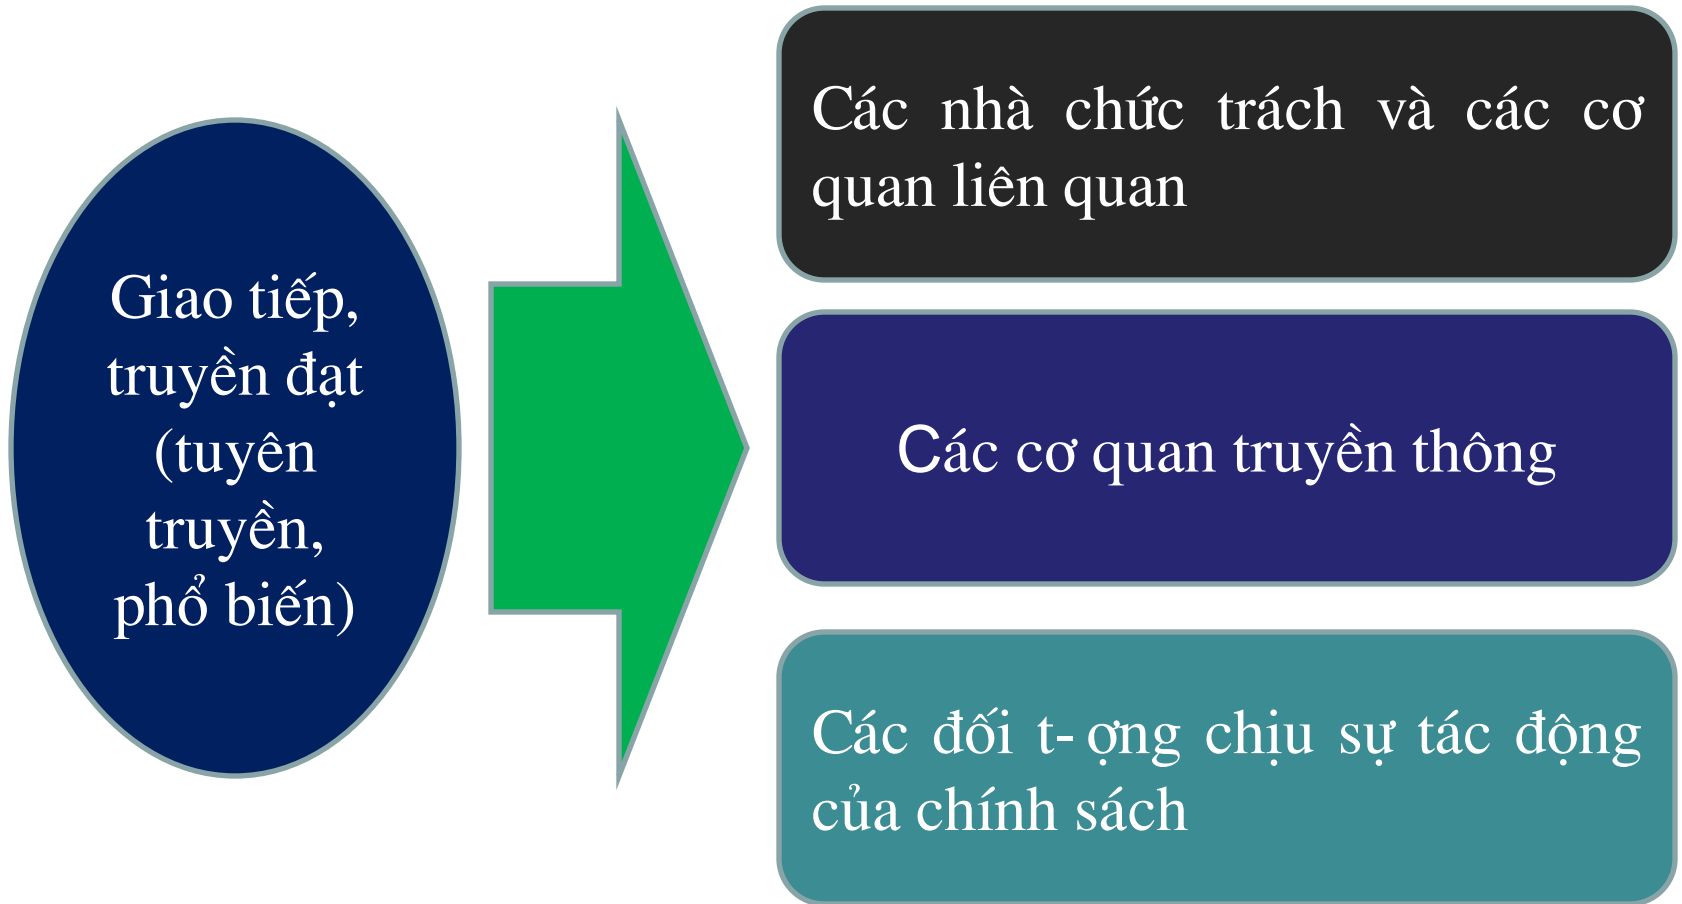 Giao tiếp,
truyền đạt
(tuyên
truyền,
phổ biến)
Các nhà chức trách và các cơ
quan liên quan
Các cơ quan truyền thông
Các đối t- ợng chịu sự tác động
của chính sách